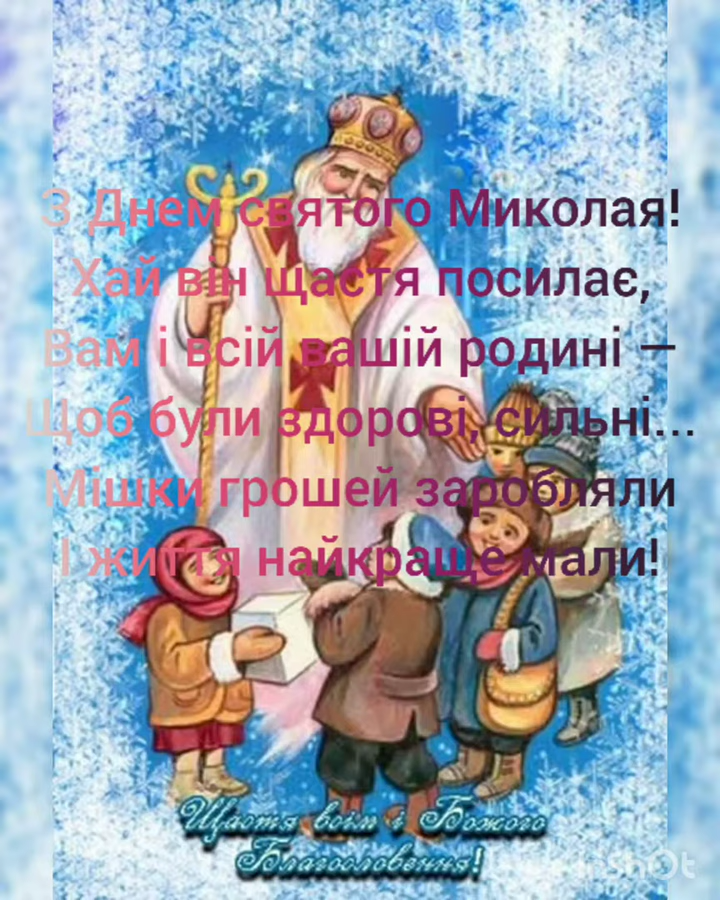 З Днем святого Миколая!
Хай він щастя посилає,
Вам і всій вашій родині –
Щоб були здорові, сильні...
Мішки грошей заробляли
І життя найкраще мали!
Щастя всім і Божого
Благословення!